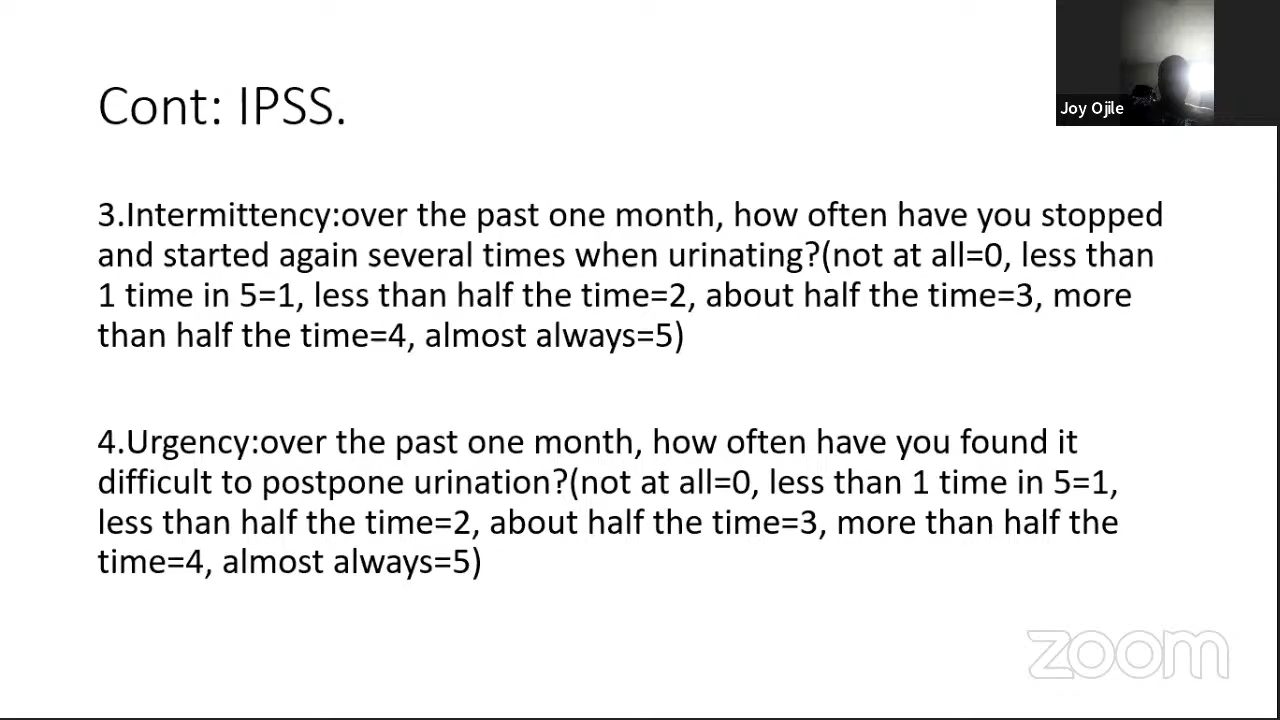 Cont: IPSS.
Joy Ojile
3.Intermittency:over the past one month, how often have you stopped
and started again several times when urinating?(not at all=0, less than
1 time in 5=1, less than half the time=2, about half the time=3, more
than half the time=4, almost always=5)
4.Urgency:over the past one month, how often have you found it
difficult to postpone urination?(not at all=0, less than 1 time in 5=1,
less than half the time=2, about half the time=3, more than half the
time=4, almost always=5)
zoom